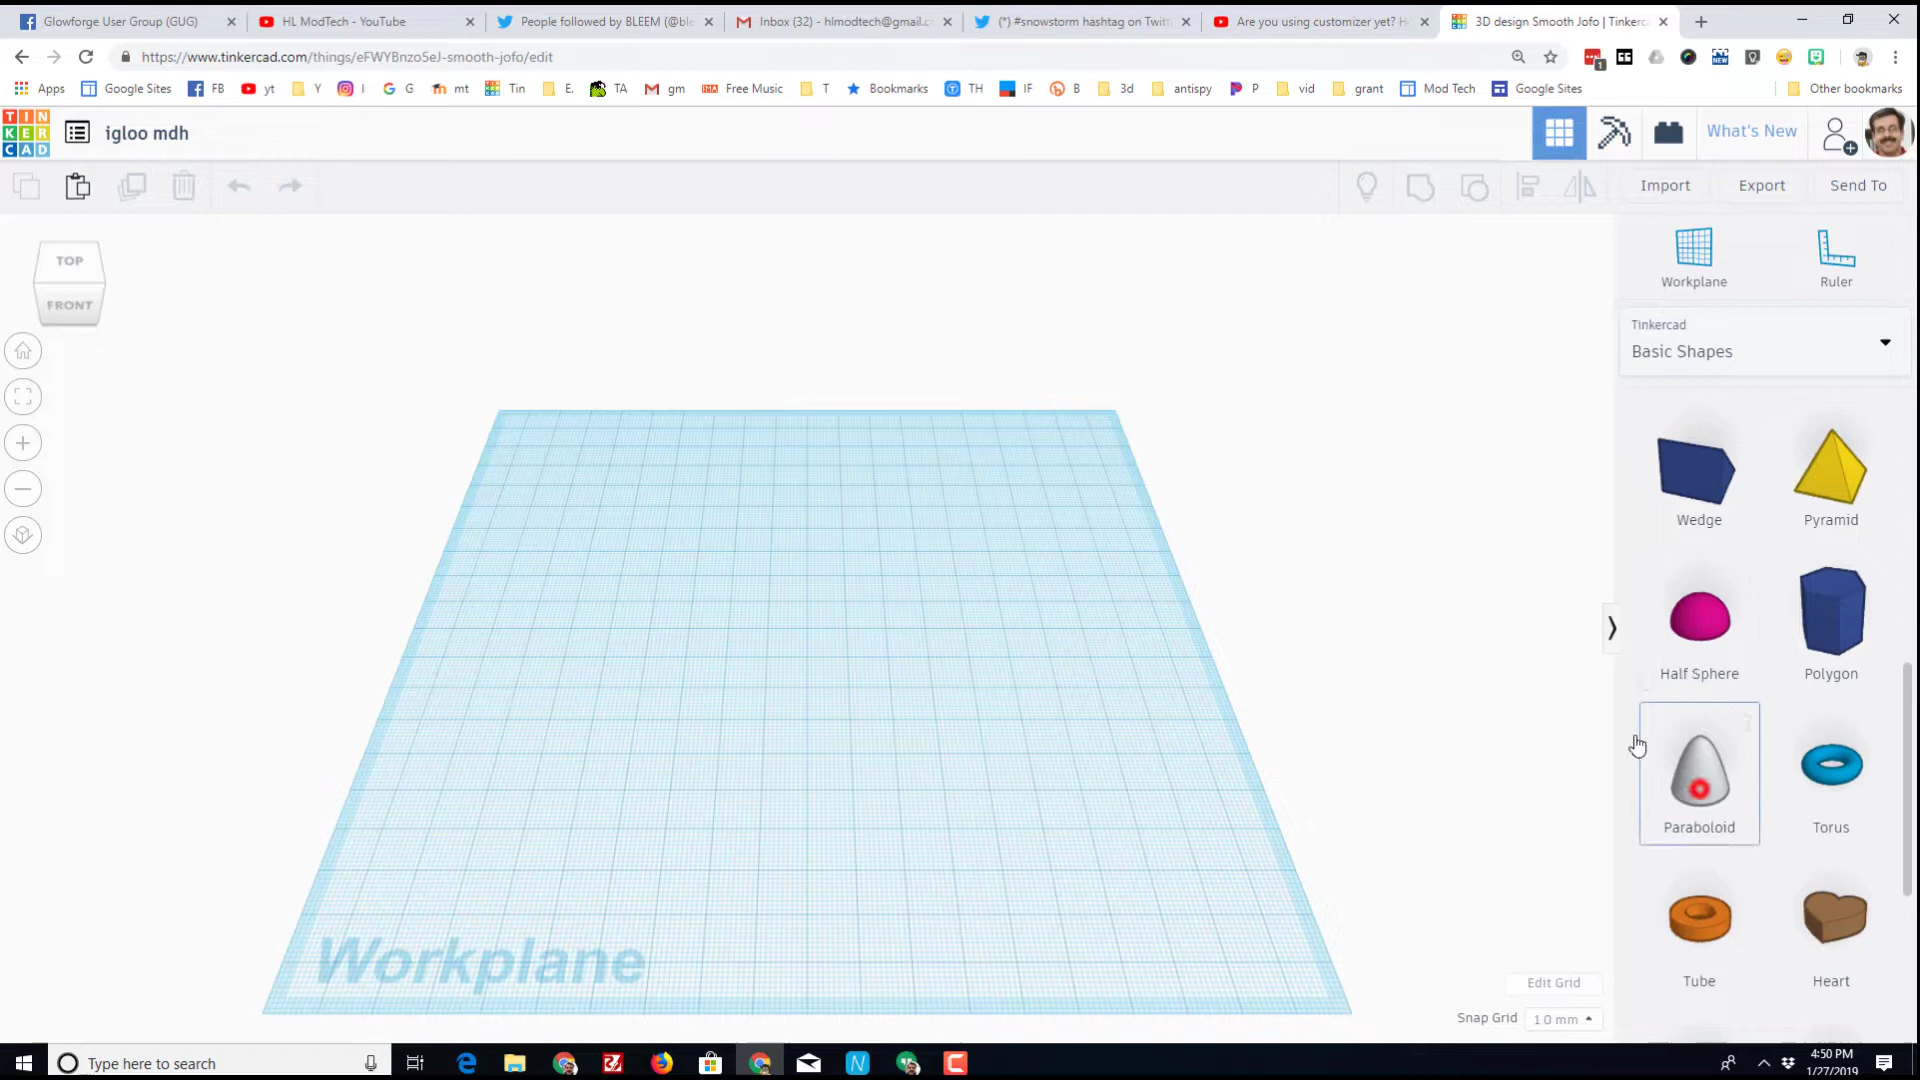 Glowforge User Group (GUG)
HL ModTech - YouTube
People followed by BLEEM (@ble
Inbox (32) - hlmodtech@gmail.c
(*) #snowstorm hashtag on Twitt
Are you using customizer yet? H
3D design Smooth Jofo | Tinkerc
https://www.tinkercad.com/things/eFWYBnzo5eJ-smooth-jofo/edit
1
Apps
Google Sites
FB
yt
Y
I
G
mt
Tin
E.
TA
gm
Free Music
T
Bookmarks
TH
IF
B
3d
antispy
P
vid
grant
Mod Tech
Google Sites
Other bookmarks
TIN
KER
CAD
igloo mdh
What's New
Import
Export
Send To
TOP
FRONT
Workplane
Ruler
Tinkercad
Basic Shapes
Wedge
Pyramid
Half Sphere
Polygon
Paraboloid
Torus
Tube
Heart
Workplane
Edit Grid
Snap Grid
1.0 mm
Type here to search
4:50 PM
1/27/2019